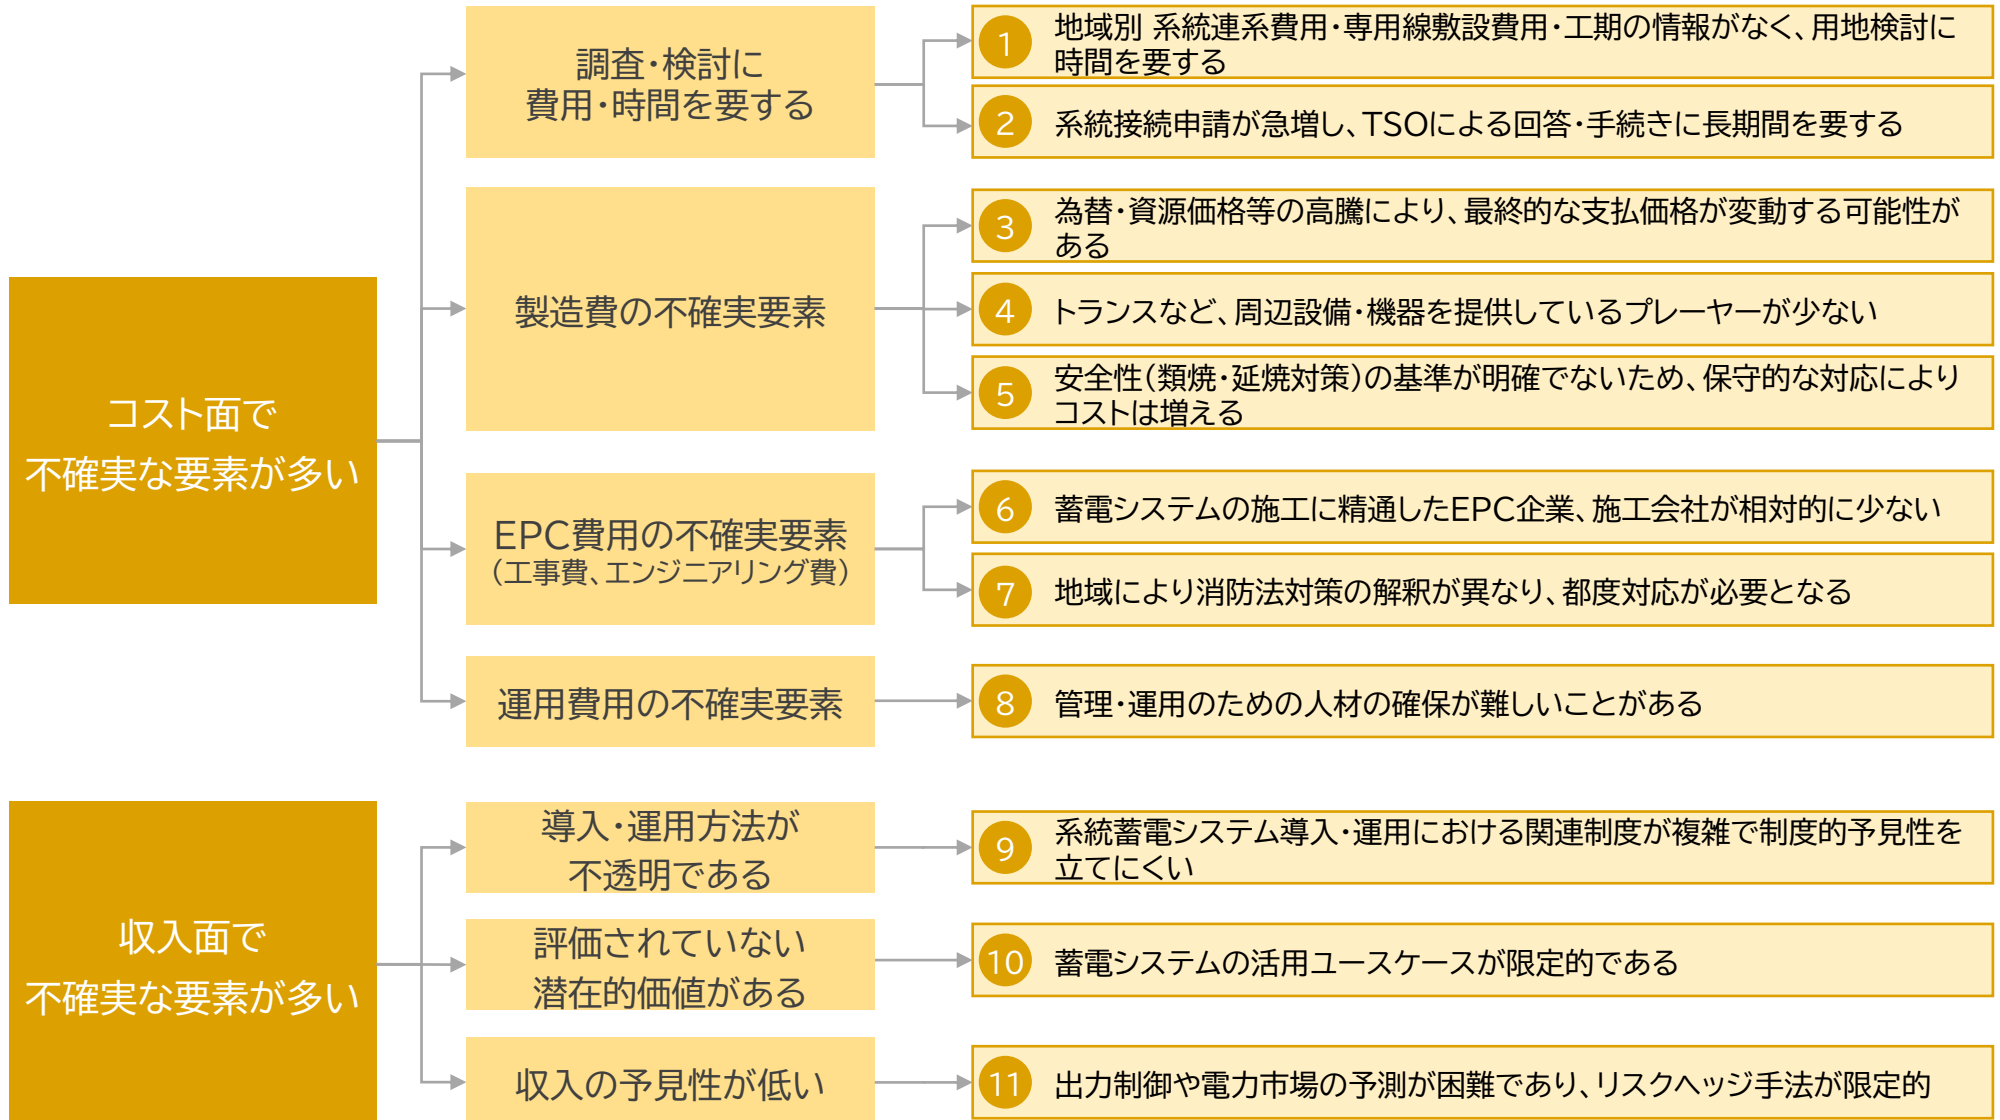 コスト面で
不確実な要素が多い
調査・検討に
費用・時間を要する
1
地域別 系統連系費用・専用線敷設費用・工期の情報がなく、用地検討に
時間を要する
2
系統接続申請が急増し、TSOによる回答・手続きに長期間を要する
製造費の不確実要素
3
為替・資源価格等の高騰により、最終的な支払価格が変動する可能性が
ある
4
トランスなど、周辺設備・機器を提供しているプレーヤーが少ない
5
安全性(類焼・延焼対策)の基準が明確でないため、保守的な対応により
コストは増える
EPC費用の不確実要素
(工事費、エンジニアリング費)
6
蓄電システムの施工に精通したEPC企業、施工会社が相対的に少ない
7
地域により消防法対策の解釈が異なり、都度対応が必要となる
運用費用の不確実要素
8
管理・運用のための人材の確保が難しいことがある
収入面で
不確実な要素が多い
導入・運用方法が
不透明である
9
系統蓄電システム導入・運用における関連制度が複雑で制度的予見性を
立てにくい
評価されていない
潜在的価値がある
10
蓄電システムの活用ユースケースが限定的である
収入の予見性が低い
11
出力制御や電力市場の予測が困難であり、リスクヘッジ手法が限定的